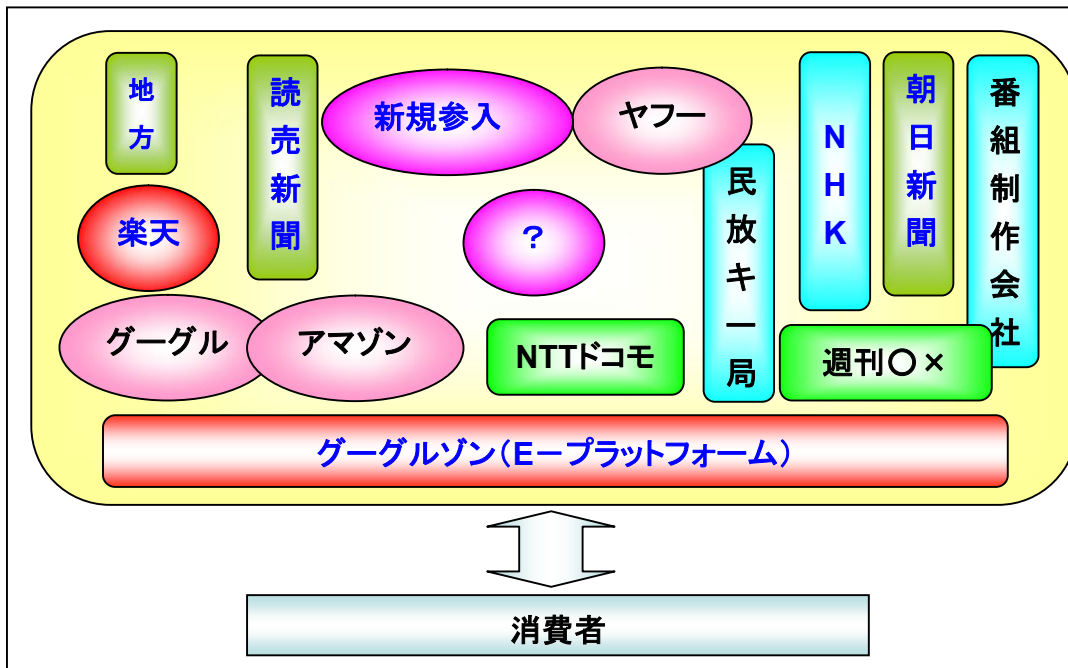 地方
読売新聞
新規参入
ヤフー
NHK
朝日新聞
番組制作会社
楽天
?
民放キー局
グーグル
アマゾン
NTTドコモ
週刊〇×
グーグルゾン(E-プラットフォーム)
消費者